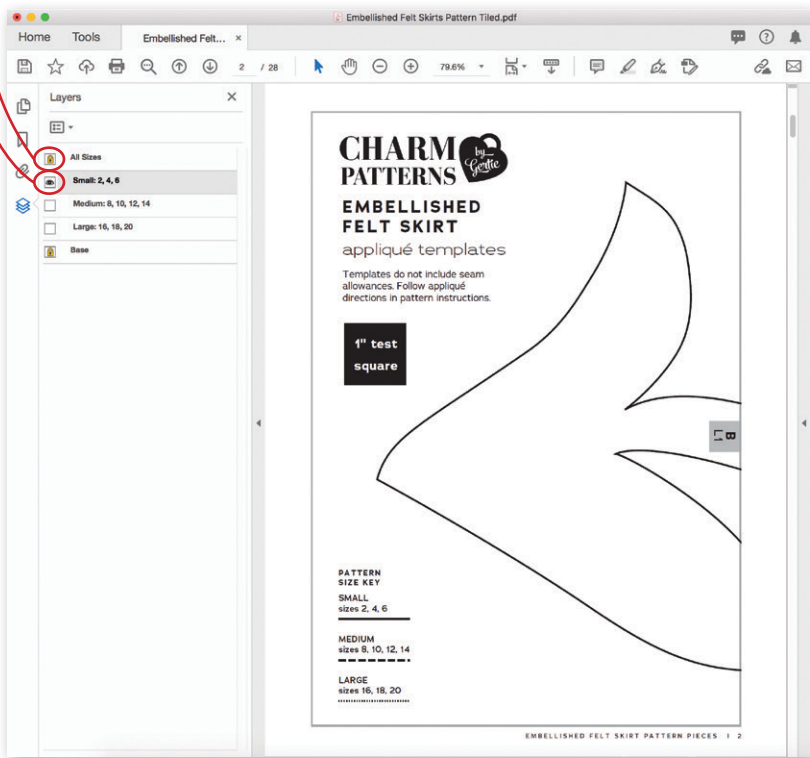 Embellished Felt Skirts Pattern Tiled.pdf
Home Tools Embellished Felt... ×
2 / 28 79.6%
Layers ×
All Sizes
Small: 2, 4, 6
Medium: 8, 10, 12, 14
Large: 16, 18, 20
Base
CHARM
PATTERNS
by
Gertie
EMBELLISHED
FELT SKIRT
appliqué templates
Templates do not include seam
allowances. Follow appliqué
directions in pattern instructions.
1" test
square
B
PATTERN
SIZE KEY
SMALL
sizes 2, 4, 6
MEDIUM
sizes 8, 10, 12, 14
LARGE
sizes 16, 18, 20
EMBELLISHED FELT SKIRT PATTERN PIECES | 2